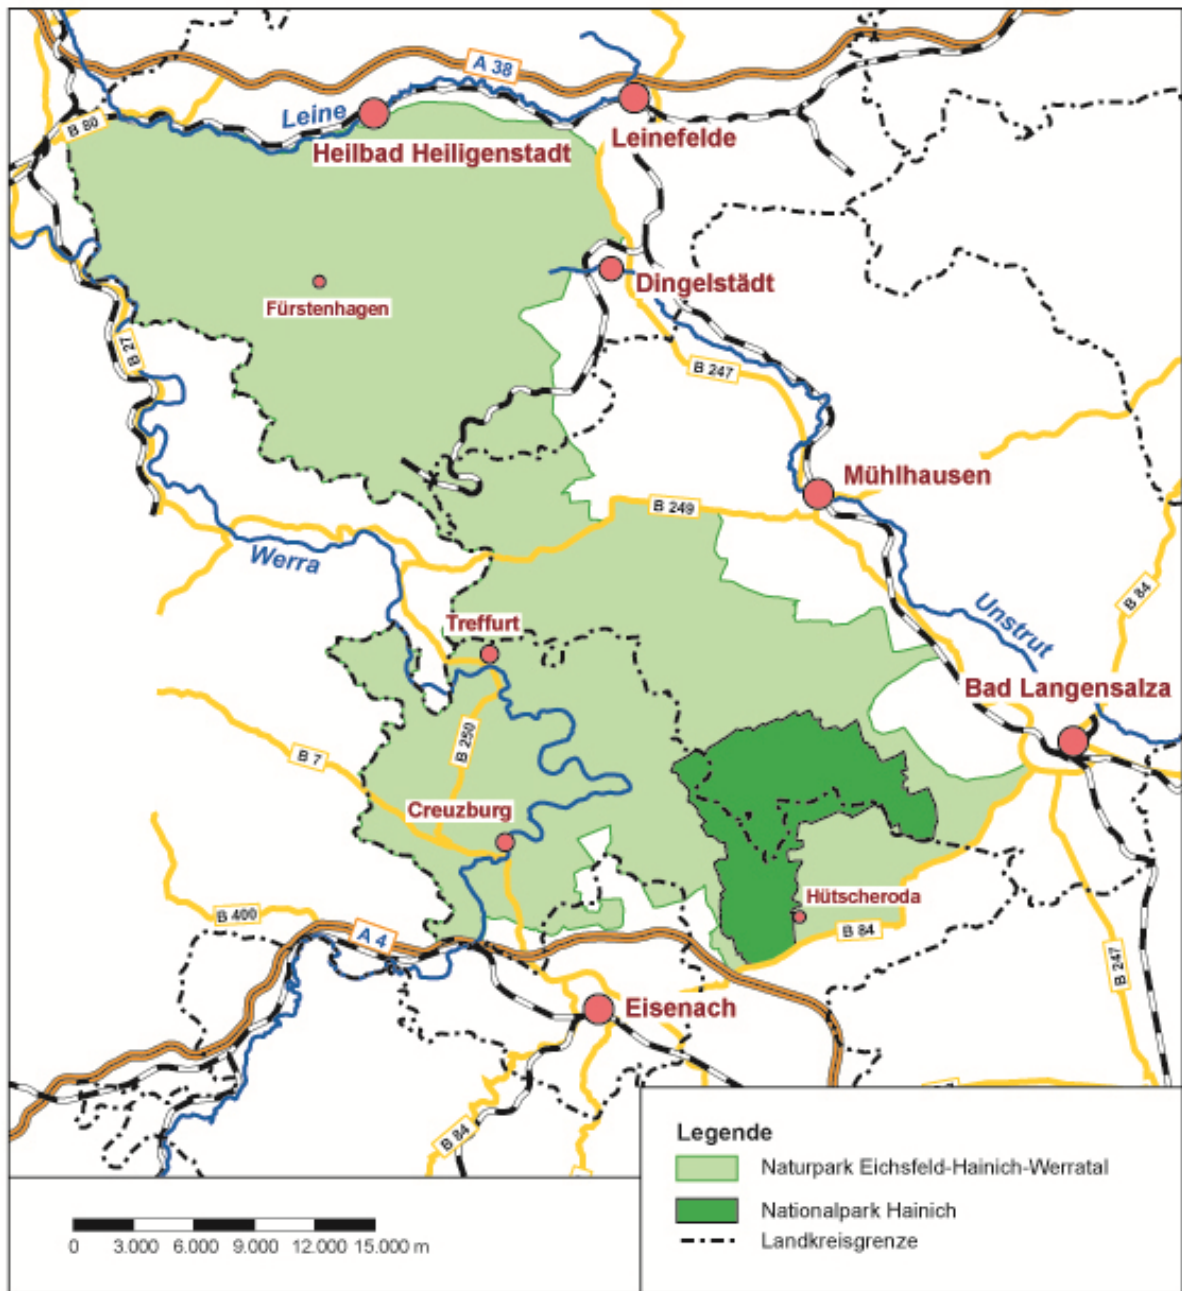 A 38
Leine
B 80
Leinefelde
Heilbad Heiligenstadt
Dingelstädt
Fürstenhagen
B 27
B 247
Mühlhausen
B 249
Werra
B 84
Unstrut
Treffurt
Bad Langensalza
B 250
B 7
Creuzburg
Hütscheroda
B 400
A 4
B 84
B 247
Eisenach
B 84
Legende
Naturpark Eichsfeld-Hainich-Werratal
Nationalpark Hainich
Landkreisgrenze
0 3.000 6.000 9.000 12.000 15.000 m